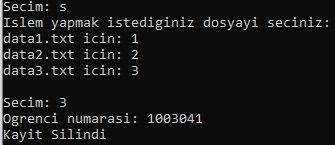 Secim: s
Islem yapmak istediginiz dosyayi seciniz:
data1.txt icin: 1
data2.txt icin: 2
data3.txt icin: 3
Secim: 3
Ogrenci numarasi: 1003041
Kayit Silindi